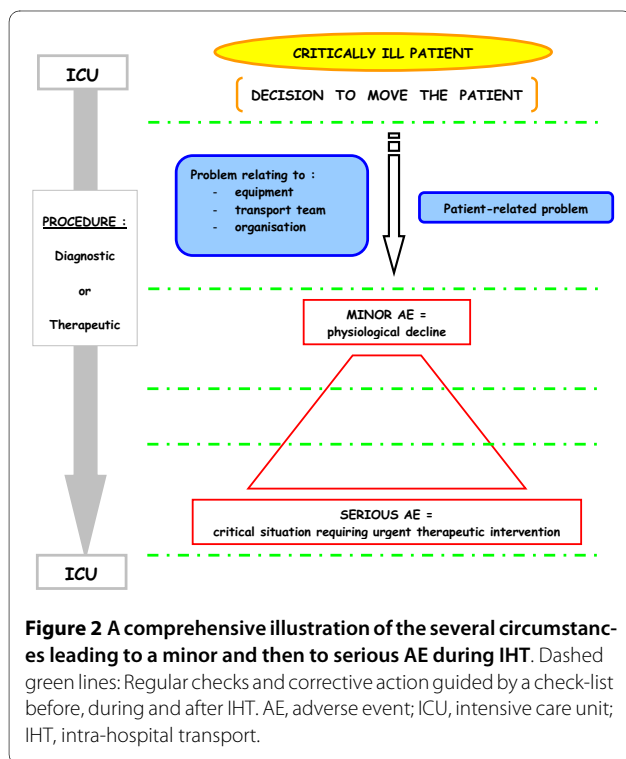 CRITICALLY ILL PATIENT
ICU
DECISION TO MOVE THE PATIENT
Problem relating to :
- equipment
- transport team
- organisation
Patient-related problem
PROCEDURE :
Diagnostic
or
Therapeutic
MINOR AE =
physiological decline
SERIOUS AE =
critical situation requiring urgent therapeutic intervention
ICU
Figure 2 A comprehensive illustration of the several circumstanc-
es leading to a minor and then to serious AE during IHT. Dashed
green lines: Regular checks and corrective action guided by a check-list
before, during and after IHT. AE, adverse event; ICU, intensive care unit;
IHT, intra-hospital transport.